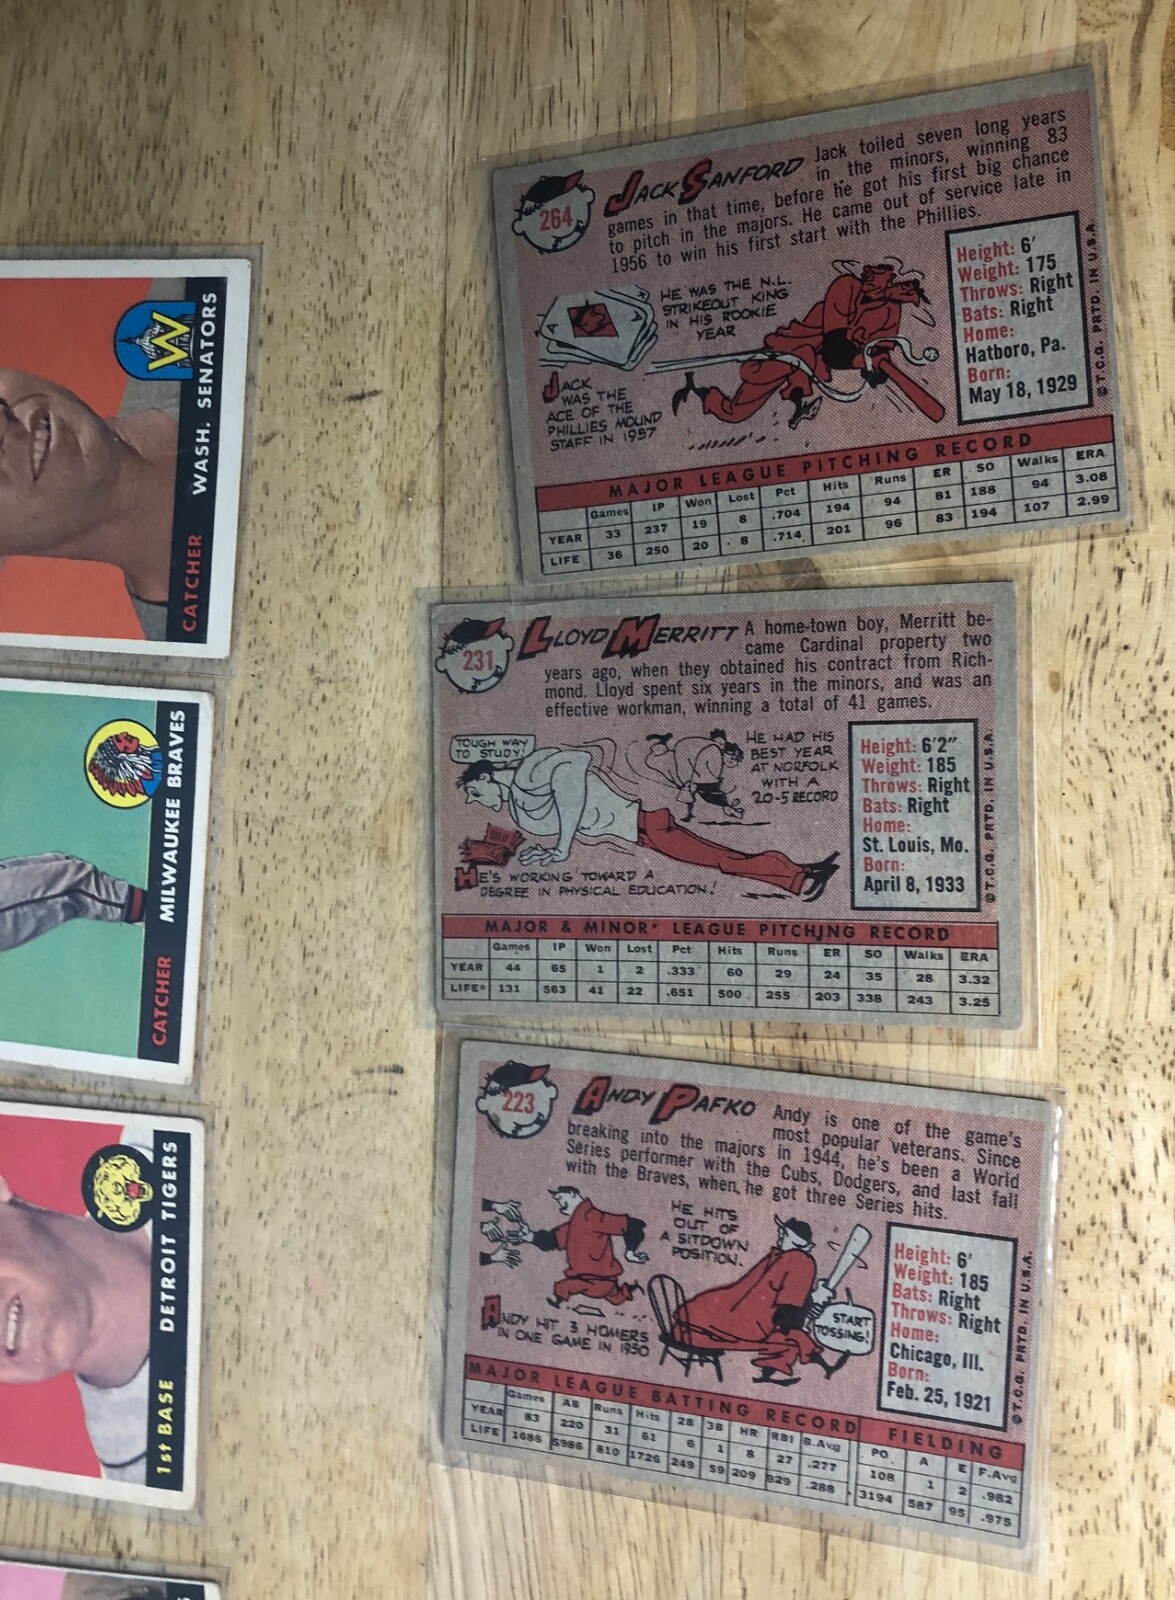 W
WASH. SENATORS
CATCHER
MILWAUKEE BRAVES
CATCHER
DETROIT TIGERS
1st BASE
264
JACK SANFORD
Jack toiled seven long years
in the minors, winning 83
games in that time, before he got his first big chance
to pitch in the majors. He came out of service late in
1956 to win his first start with the Phillies.
HE WAS THE N.L.
STRIKEOUT KING
IN HIS ROOKIE
YEAR
A
A
JACK
WAS THE
ACE OF THE
PHILLIES MOUND
STAFF IN 1957
Height: 6'
Weight: 175
Throws: Right
Bats: Right
Home:
Hatboro, Pa.
Born:
May 18, 1929
©T.C.G. PRTD. IN U.S.A.
MAJOR LEAGUE PITCHING RECORD
Games IP Won Lost Pct Hits Runs ER SO Walks ERA
YEAR 33 237 19 8 .704 194 94 81 188 94 3.08
LIFE 36 250 20 8 .714 201 96 83 194 107 2.99
231
LLOYD MERRITT
A home-town boy, Merritt be-
came Cardinal property two
years ago, when they obtained his contract from Rich-
mond. Lloyd spent six years in the minors, and was an
effective workman, winning a total of 41 games.
TOUGH WAY
TO STUDY!
HE HAD HIS
BEST YEAR
AT NORFOLK
WITH A
20-5 RECORD
HE'S WORKING TOWARD A
DEGREE IN PHYSICAL EDUCATION!
Height: 6'2"
Weight: 185
Throws: Right
Bats: Right
Home:
St. Louis, Mo.
Born:
April 8, 1933
©T.C.G. PRTD. IN U.S.A.
MAJOR & MINOR* LEAGUE PITCHING RECORD
Games IP Won Lost Pct Hits Runs ER SO Walks ERA
YEAR 44 65 1 2 .333 60 29 24 35 28 3.32
LIFE* 131 563 41 22 .651 500 255 203 338 243 3.25
223
ANDY PAFKO
Andy is one of the game's
most popular veterans. Since
breaking into the majors in 1944, he's been a World
Series performer with the Cubs, Dodgers, and last fall
with the Braves, when he got three Series hits.
HE HITS
OUT OF
A SITDOWN
POSITION.
ANDY HIT 3 HOMERS
IN ONE GAME IN 1950
START
TOSSING!
Height: 6'
Weight: 185
Bats: Right
Throws: Right
Home:
Chicago, Ill.
Born:
Feb. 25, 1921
©T.C.G. PRTD. IN U.S.A.
MAJOR LEAGUE BATTING RECORD FIELDING
Games AB Runs Hits 2B 3B HR RBI B.Avg PO A E F.Avg
YEAR 83 220 31 61 6 1 8 27 .277 108 1 2 .982
LIFE 1685 5986 810 1726 249 59 209 929 .288 3194 587 95 .975